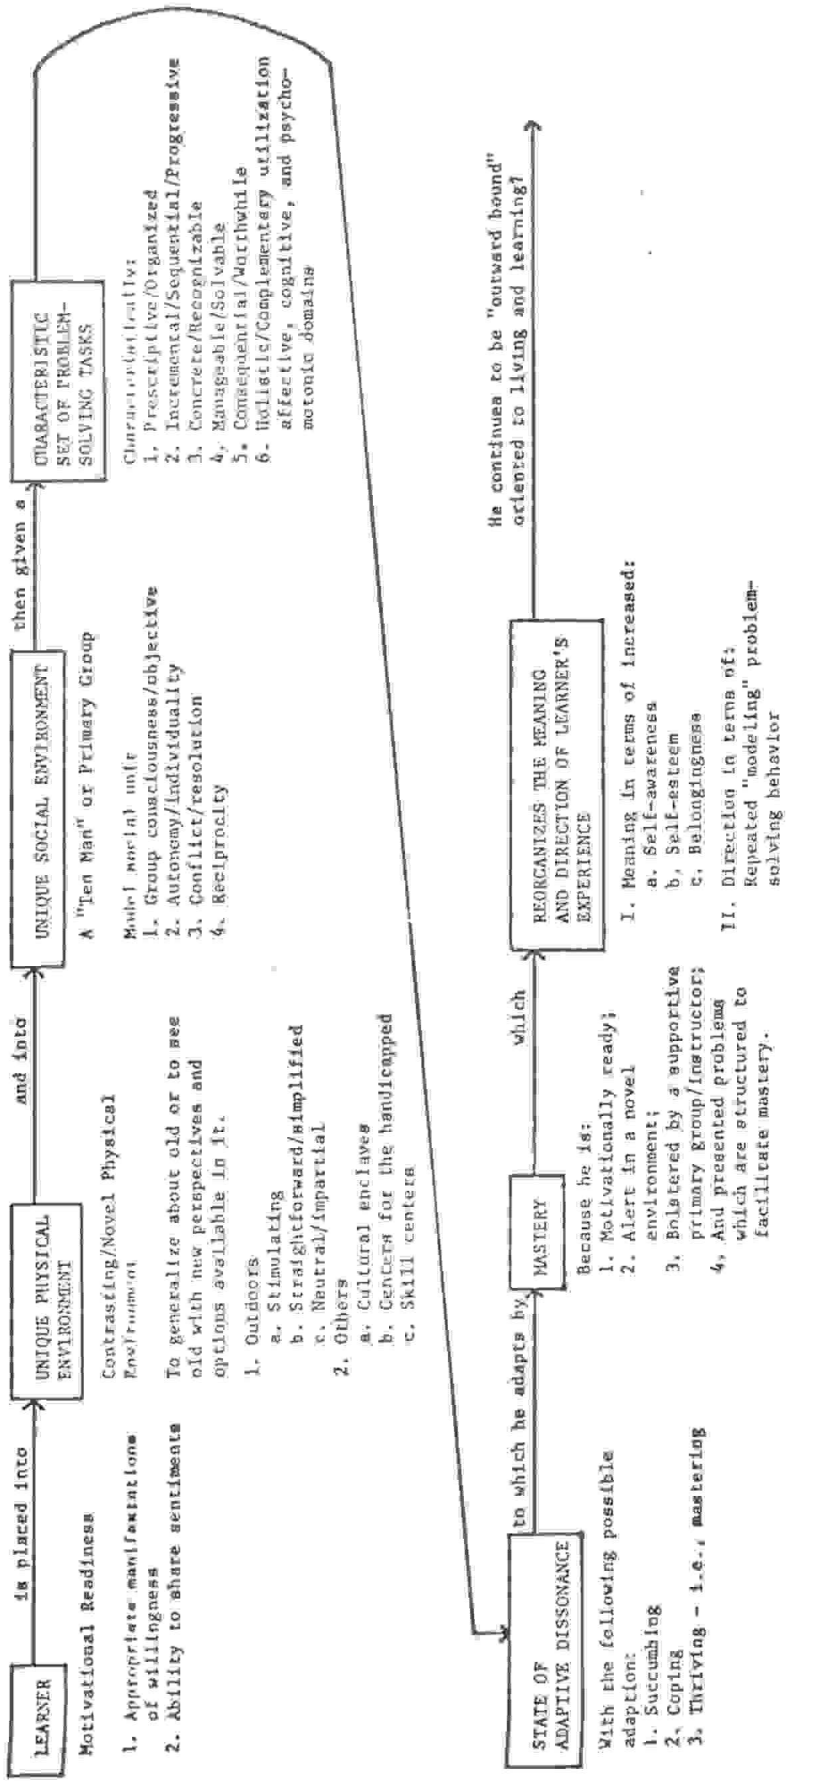 LEARNER
is placed into
Motivational Readiness
1. Appropriate manifestations
of willingness
2. Ability to share sentiments
UNIQUE PHYSICAL
ENVIRONMENT
and into
Contrasting/Novel Physical
Environment
To generalize about old or to see
old with new perspectives and
options available in it.
1. Outdoors
a. Stimulating
b. Straightforward/simplified
c. Neutral/impartial
2. Others
a. Cultural enclaves
b. Centers for the handicapped
c. Skill centers
UNIQUE SOCIAL ENVIRONMENT
then given a
A "Ten Man" or Primary Group
Model social unit
1. Group consciousness/objective
2. Autonomy/individuality
3. Conflict/resolution
4. Reciprocity
CHARACTERISTIC
SET OF PROBLEM-
SOLVING TASKS
Characteristically:
1. Prescriptive/Organized
2. Incremental/Sequential/Progressive
3. Concrete/Recognizable
4. Manageable/Solvable
5. Consequential/Worthwhile
6. Holistic/Complementary utilization
affective, cognitive, and psycho-
motonic domains
STATE OF
ADAPTIVE DISSONANCE
to which he adapts by
With the following possible
adaption:
1. Succumbing
2. Coping
3. Thriving - i.e., mastering
MASTERY
which
Because he is:
1. Motivationally ready;
2. Alert in a novel
environment;
3. Bolstered by a supportive
primary group/instructor;
4. And presented problems
which are structured to
facilitate mastery.
REORGANIZES THE MEANING
AND DIRECTION OF LEARNER'S
EXPERIENCE
I. Meaning in terms of increased:
a. Self-awareness
b. Self-esteem
c. Belongingness
II. Direction in terms of:
Repeated "modeling" problem-
solving behavior
He continues to be "outward bound"
oriented to living and learning?